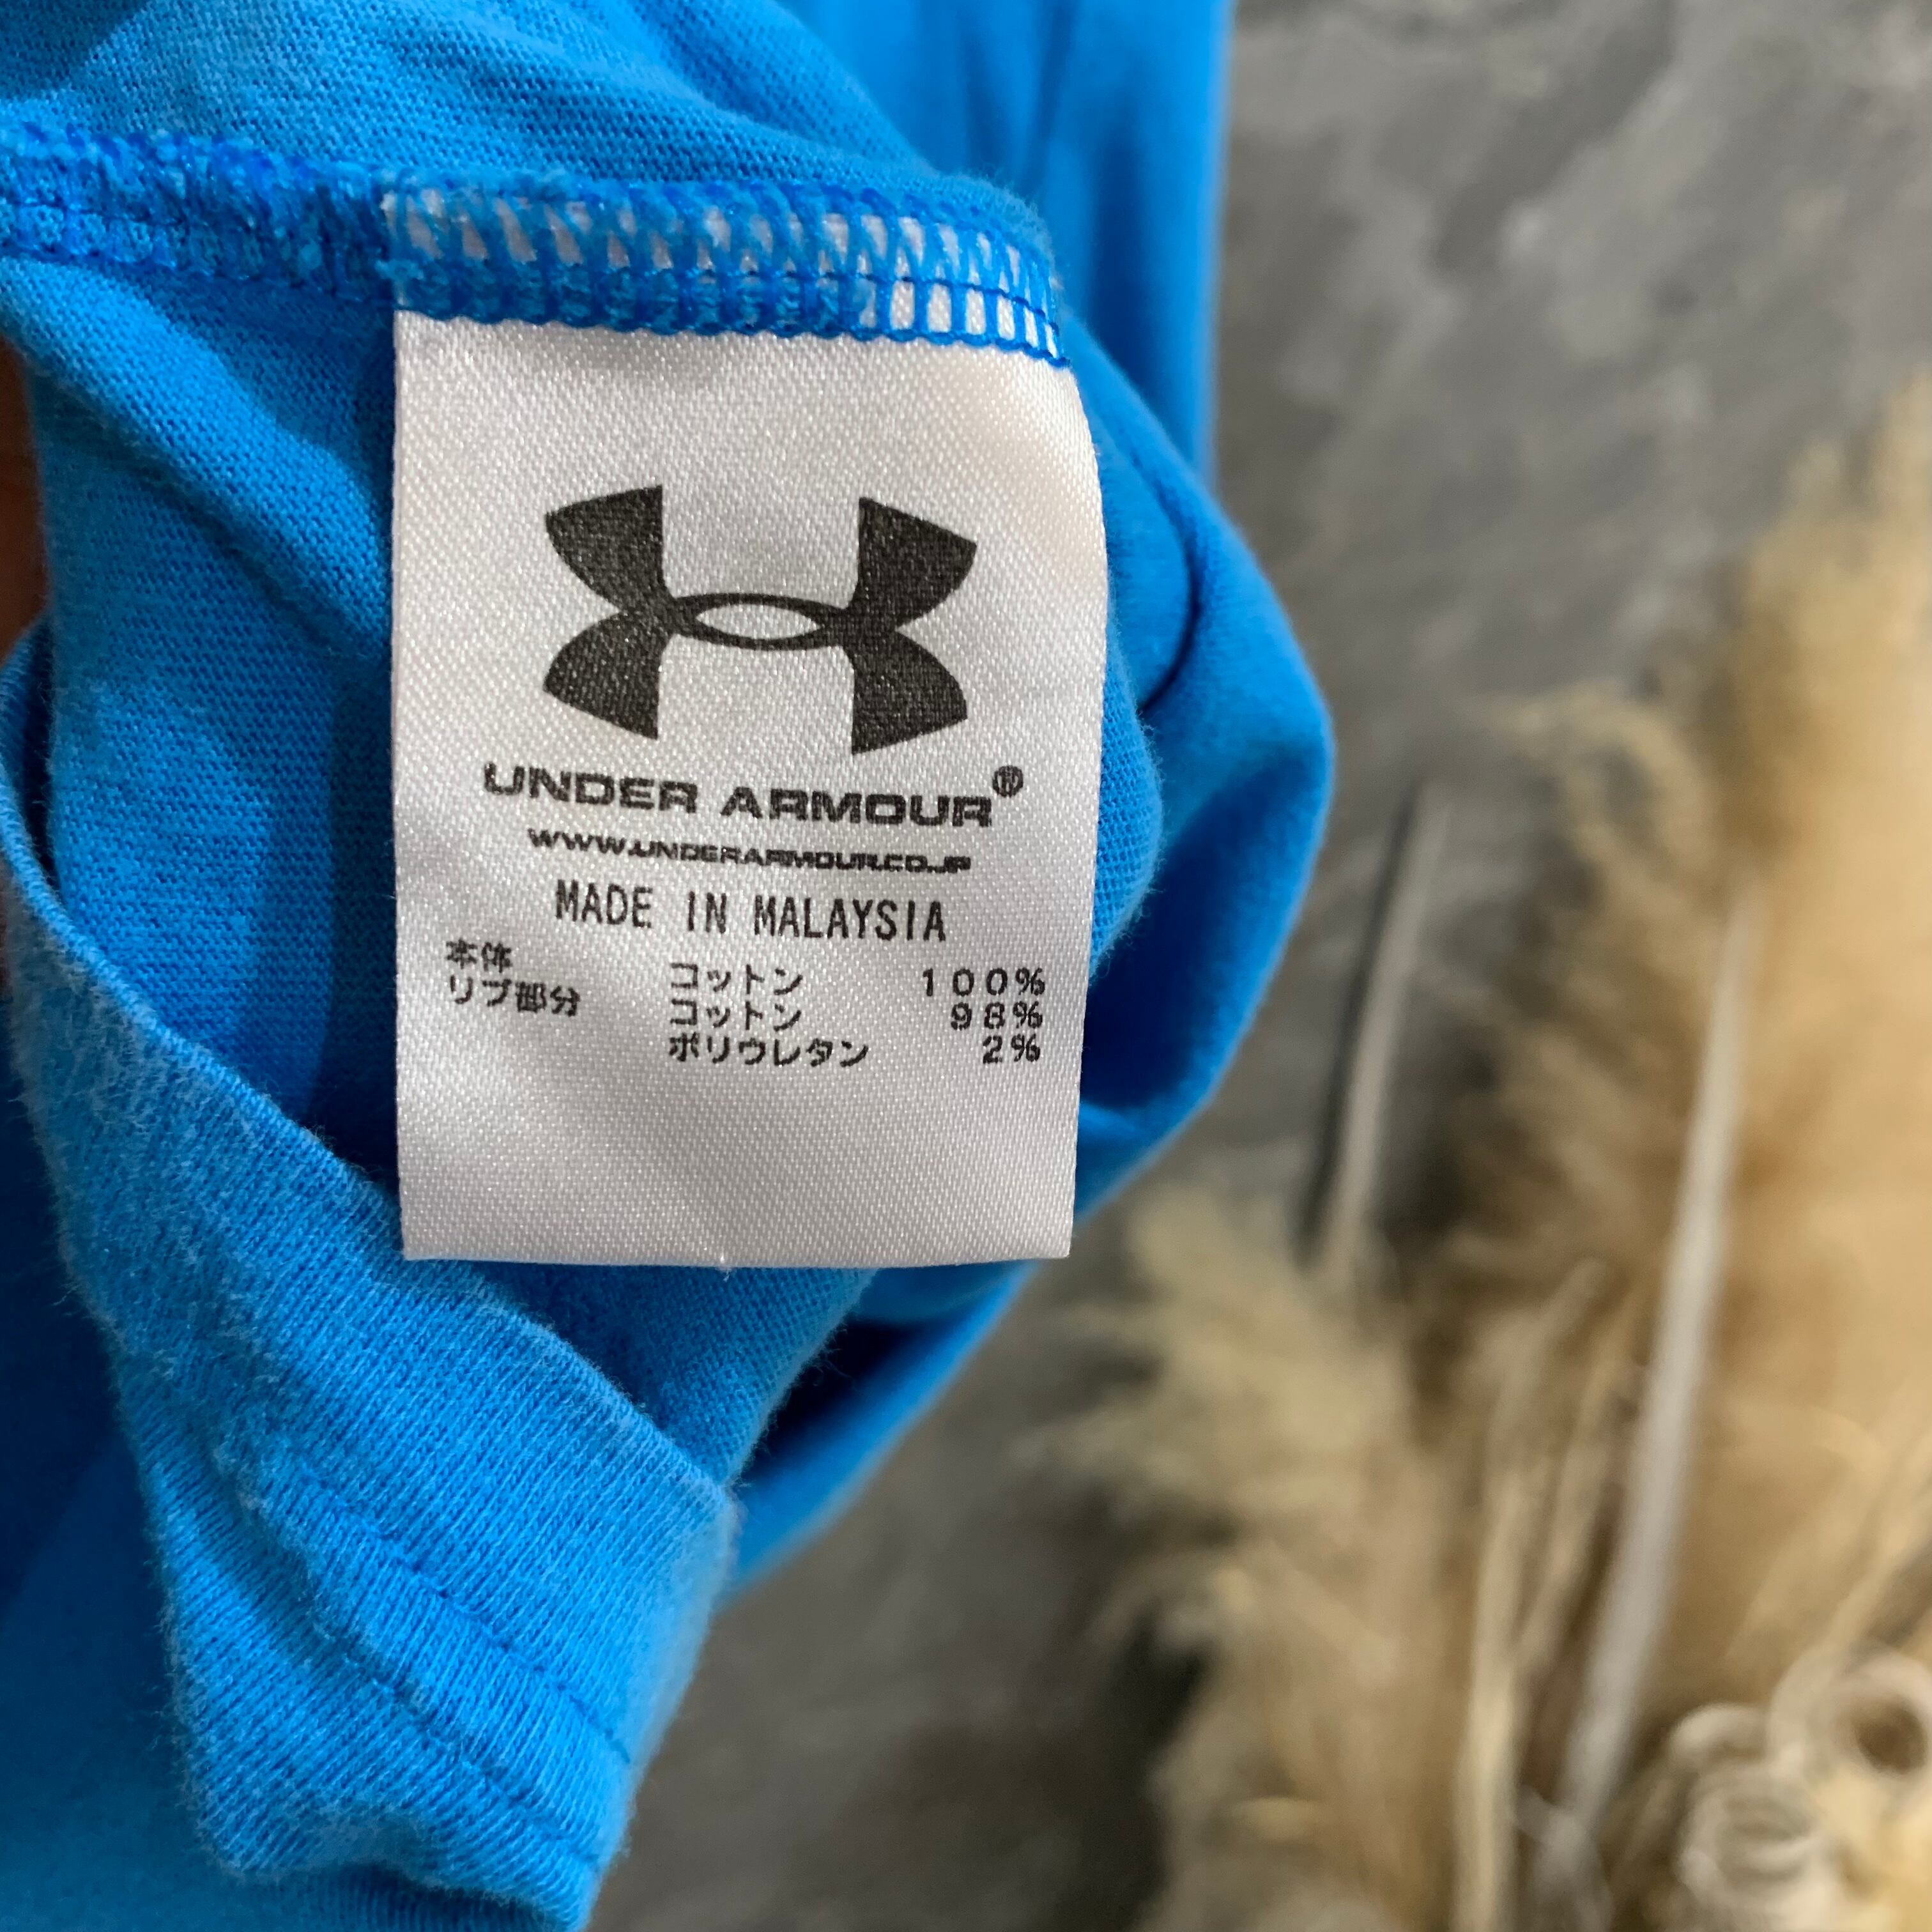 UNDER ARMOUR®
WWW.UNDERARMOUR.CO.JP
MADE IN MALAYSIA
本体 コットン 100%
リブ部分 コットン 98%
ポリウレタン 2%